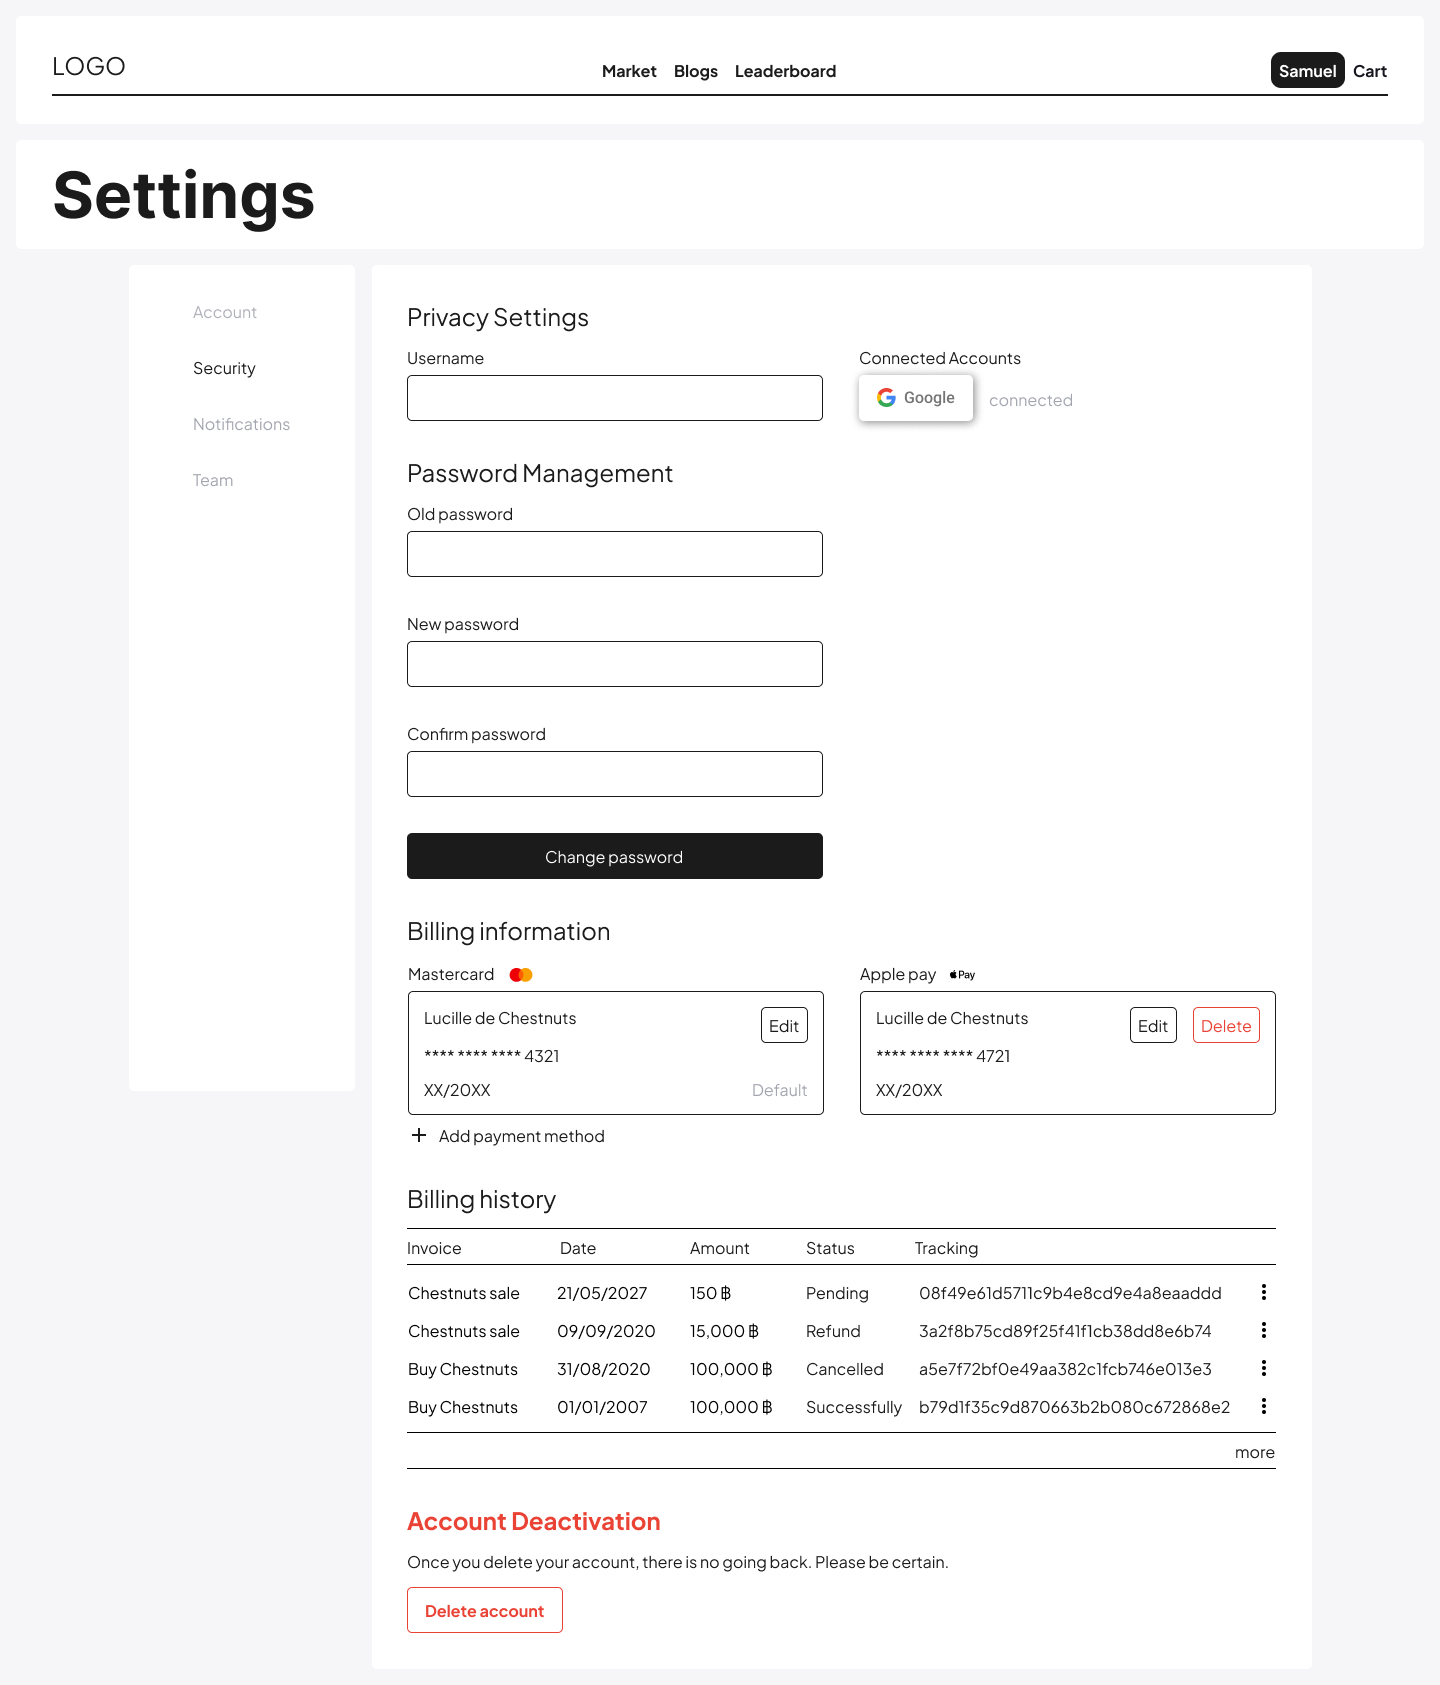 LOGO
Market Blogs Leaderboard
Samuel Cart
Settings
Account
Security
Notifications
Team
Privacy Settings
Username
Connected Accounts
Google connected
Password Management
Old password
New password
Confirm password
Change password
Billing information
Mastercard
Lucille de Chestnuts Edit
**** **** **** 4321
XX/20XX Default
Apple pay Pay
Lucille de Chestnuts Edit Delete
**** **** **** 4721
XX/20XX
Add payment method
Billing history
Invoice Date Amount Status Tracking
Chestnuts sale 21/05/2027 150 ฿ Pending 08f49e61d5711c9b4e8cd9e4a8eaaddd
Chestnuts sale 09/09/2020 15,000 ฿ Refund 3a2f8b75cd89f25f41f1cb38dd8e6b74
Buy Chestnuts 31/08/2020 100,000 ฿ Cancelled a5e7f72bf0e49aa382c1fcb746e013e3
Buy Chestnuts 01/01/2007 100,000 ฿ Successfully b79d1f35c9d870663b2b080c672868e2
more
Account Deactivation
Once you delete your account, there is no going back. Please be certain.
Delete account